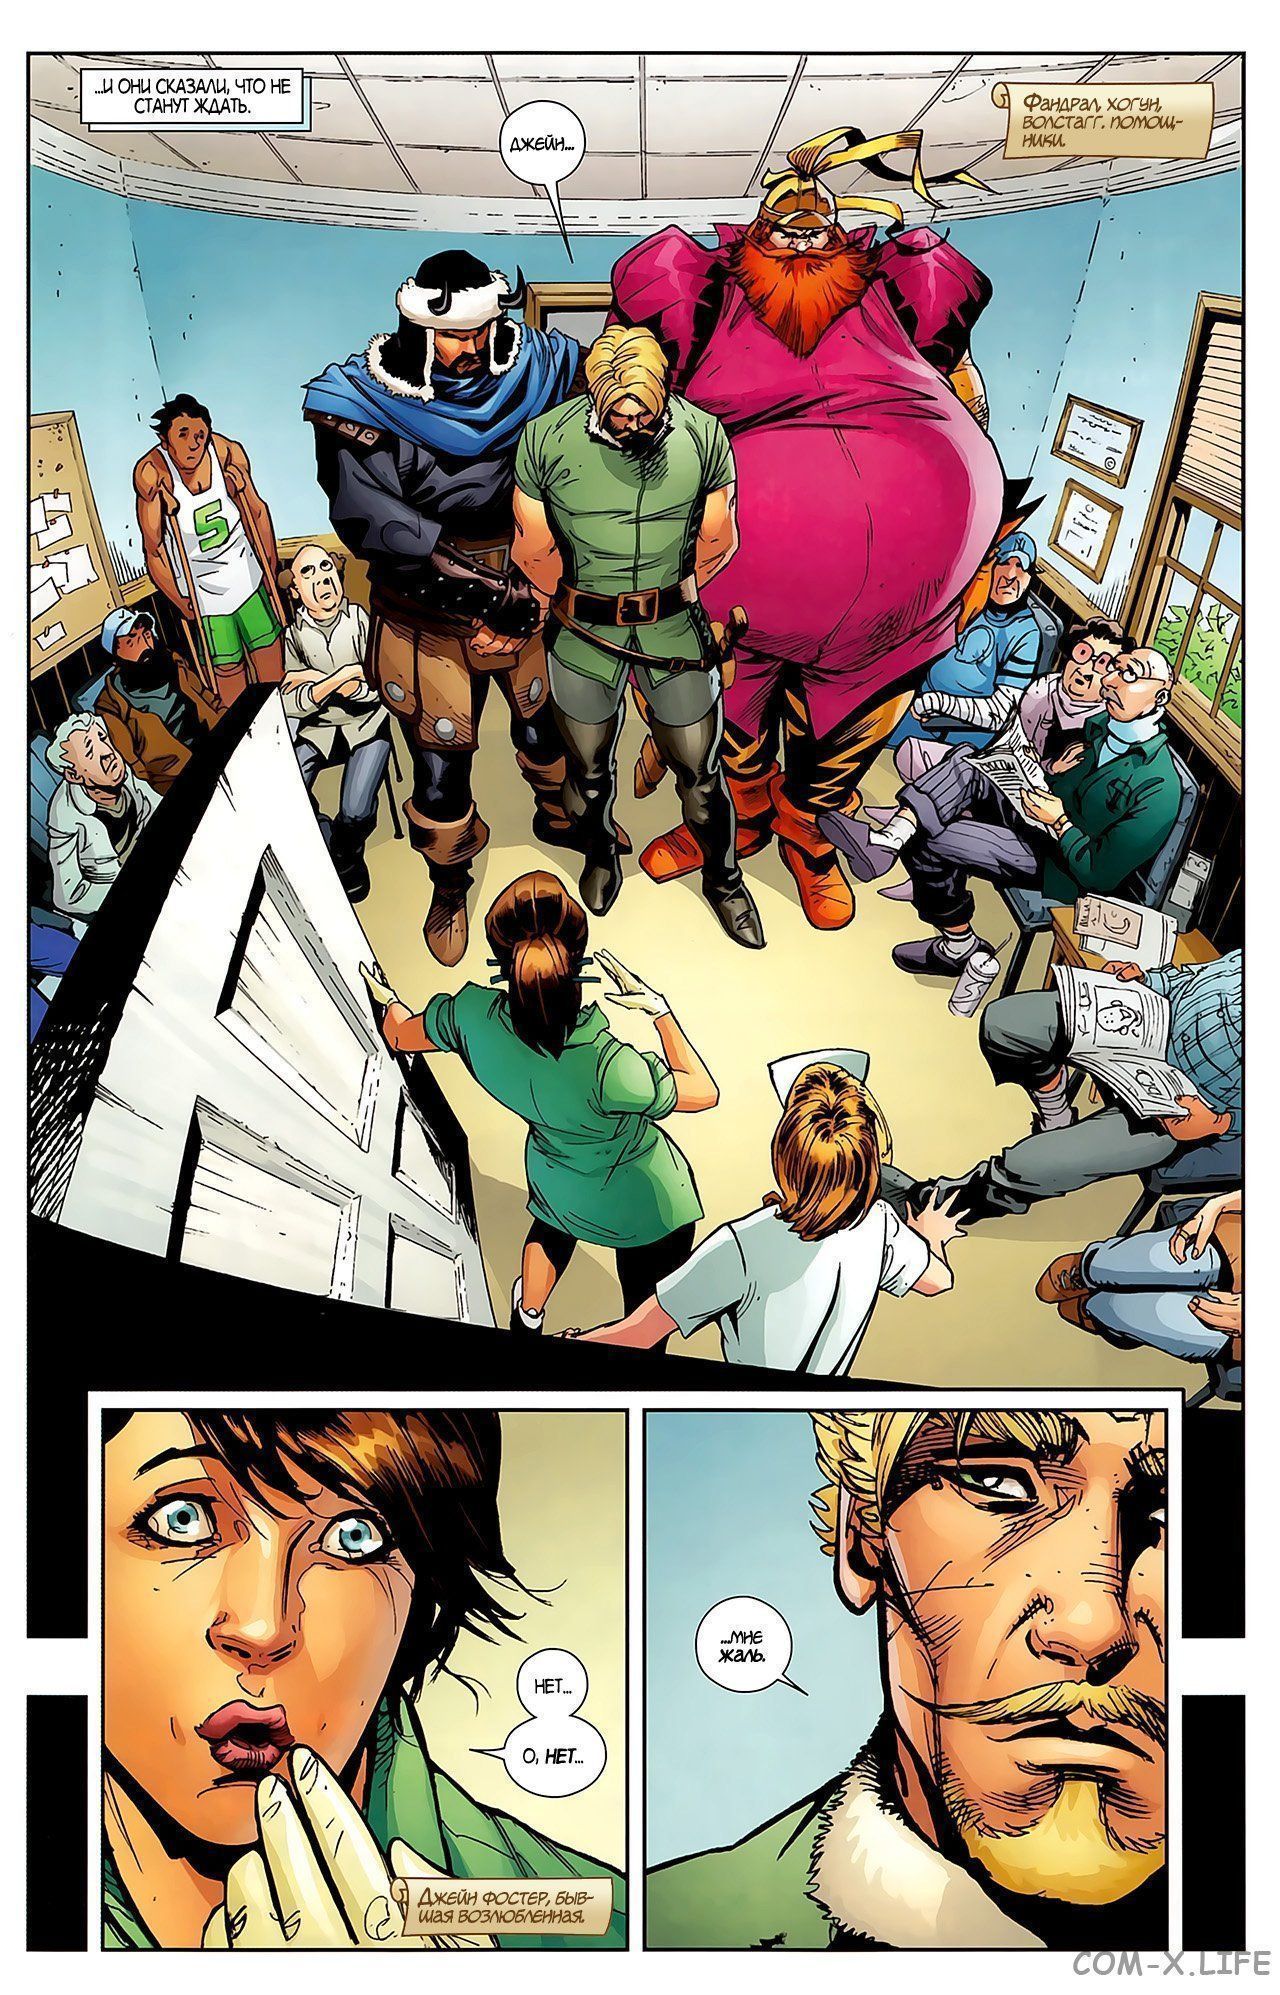 ...И ОНИ СКАЗАЛИ, ЧТО НЕ
СТАНУТ ЖДАТЬ.
ДЖЕЙН...
ФАНДРАЛ, ХОГУН,
ВОЛСТАГГ. ПОМОЩ-
НИКИ.
5
НЕТ...
О, НЕТ...
ДЖЕЙН ФОСТЕР, БЫВ-
ШАЯ ВОЗЛЮБЛЕННАЯ.
...МНЕ
ЖАЛЬ.
COM-X.LIFE